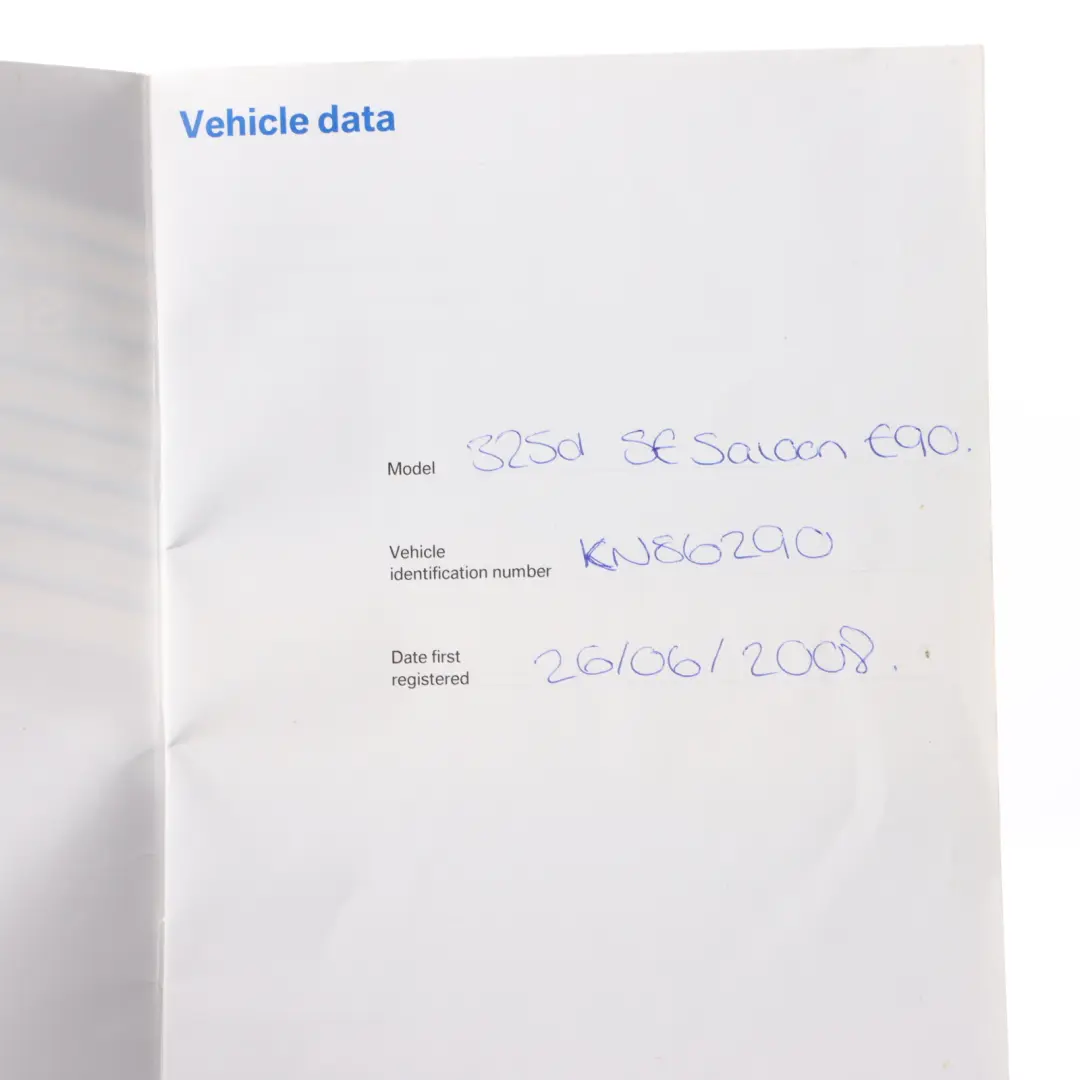 Vehicle data
Model 325d SE Saloon E90.
Vehicle
identification number KN86290
Date first
registered 26/06/2008.